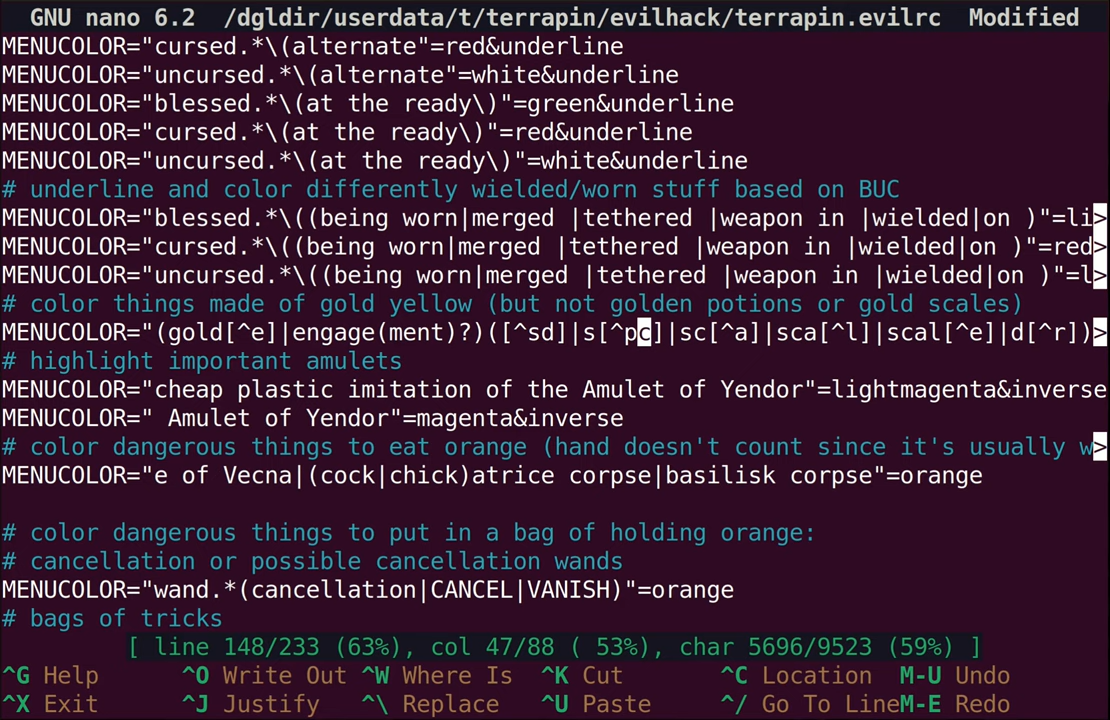 GNU nano 6.2  /dgldir/userdata/t/terrapin/evilhack/terrapin.evilrc  Modified
MENUCOLOR="cursed.*\(alternate"=red&underline
MENUCOLOR="uncursed.*\(alternate"=white&underline
MENUCOLOR="blessed.*\(at the ready\)"=green&underline
MENUCOLOR="cursed.*\(at the ready\)"=red&underline
MENUCOLOR="uncursed.*\(at the ready\)"=white&underline
# underline and color differently wielded/worn stuff based on BUC
MENUCOLOR="blessed.*\((being worn|merged |tethered |weapon in |wielded|on )"=li>
MENUCOLOR="cursed.*\((being worn|merged |tethered |weapon in |wielded|on )"=red>
MENUCOLOR="uncursed.*\((being worn|merged |tethered |weapon in |wielded|on )"=l>
# color things made of gold yellow (but not golden potions or gold scales)
MENUCOLOR="(gold[^e]|engage(ment)?)([^sd]|s[^pc]|sc[^a]|sca[^l]|scal[^e]|d[^r])>
# highlight important amulets
MENUCOLOR="cheap plastic imitation of the Amulet of Yendor"=lightmagenta&inverse
MENUCOLOR=" Amulet of Yendor"=magenta&inverse
# color dangerous things to eat orange (hand doesn't count since it's usually w>
MENUCOLOR="e of Vecna|(cock|chick)atrice corpse|basilisk corpse"=orange
# color dangerous things to put in a bag of holding orange:
# cancellation or possible cancellation wands
MENUCOLOR="wand.*(cancellation|CANCEL|VANISH)"=orange
# bags of tricks
[ line 148/233 (63%), col 47/88 ( 53%), char 5696/9523 (59%) ]
^G Help  ^O Write Out  ^W Where Is  ^K Cut  ^C Location  M-U Undo
^X Exit  ^J Justify  ^\ Replace  ^U Paste  ^/ Go To Line  M-E Redo